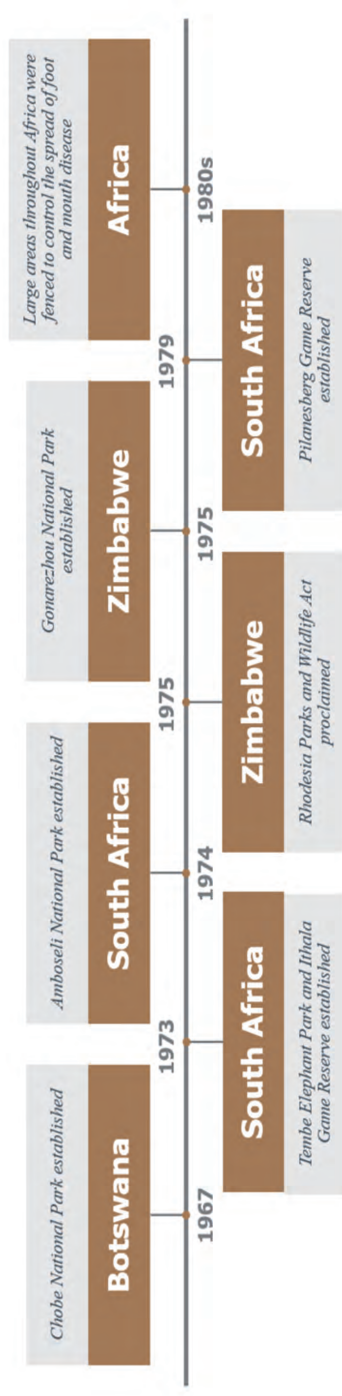 Chobe National Park established
Botswana
1967
1973
South Africa
Tembe Elephant Park and Ithala
Game Reserve established
Amboseli National Park established
South Africa
1974
1975
Zimbabwe
Rhodesia Parks and Wildlife Act
proclaimed
Gonarezhou National Park
established
Zimbabwe
1975
1979
South Africa
Pilanesberg Game Reserve
established
Large areas throughout Africa were
fenced to control the spread of foot
and mouth disease
Africa
1980s